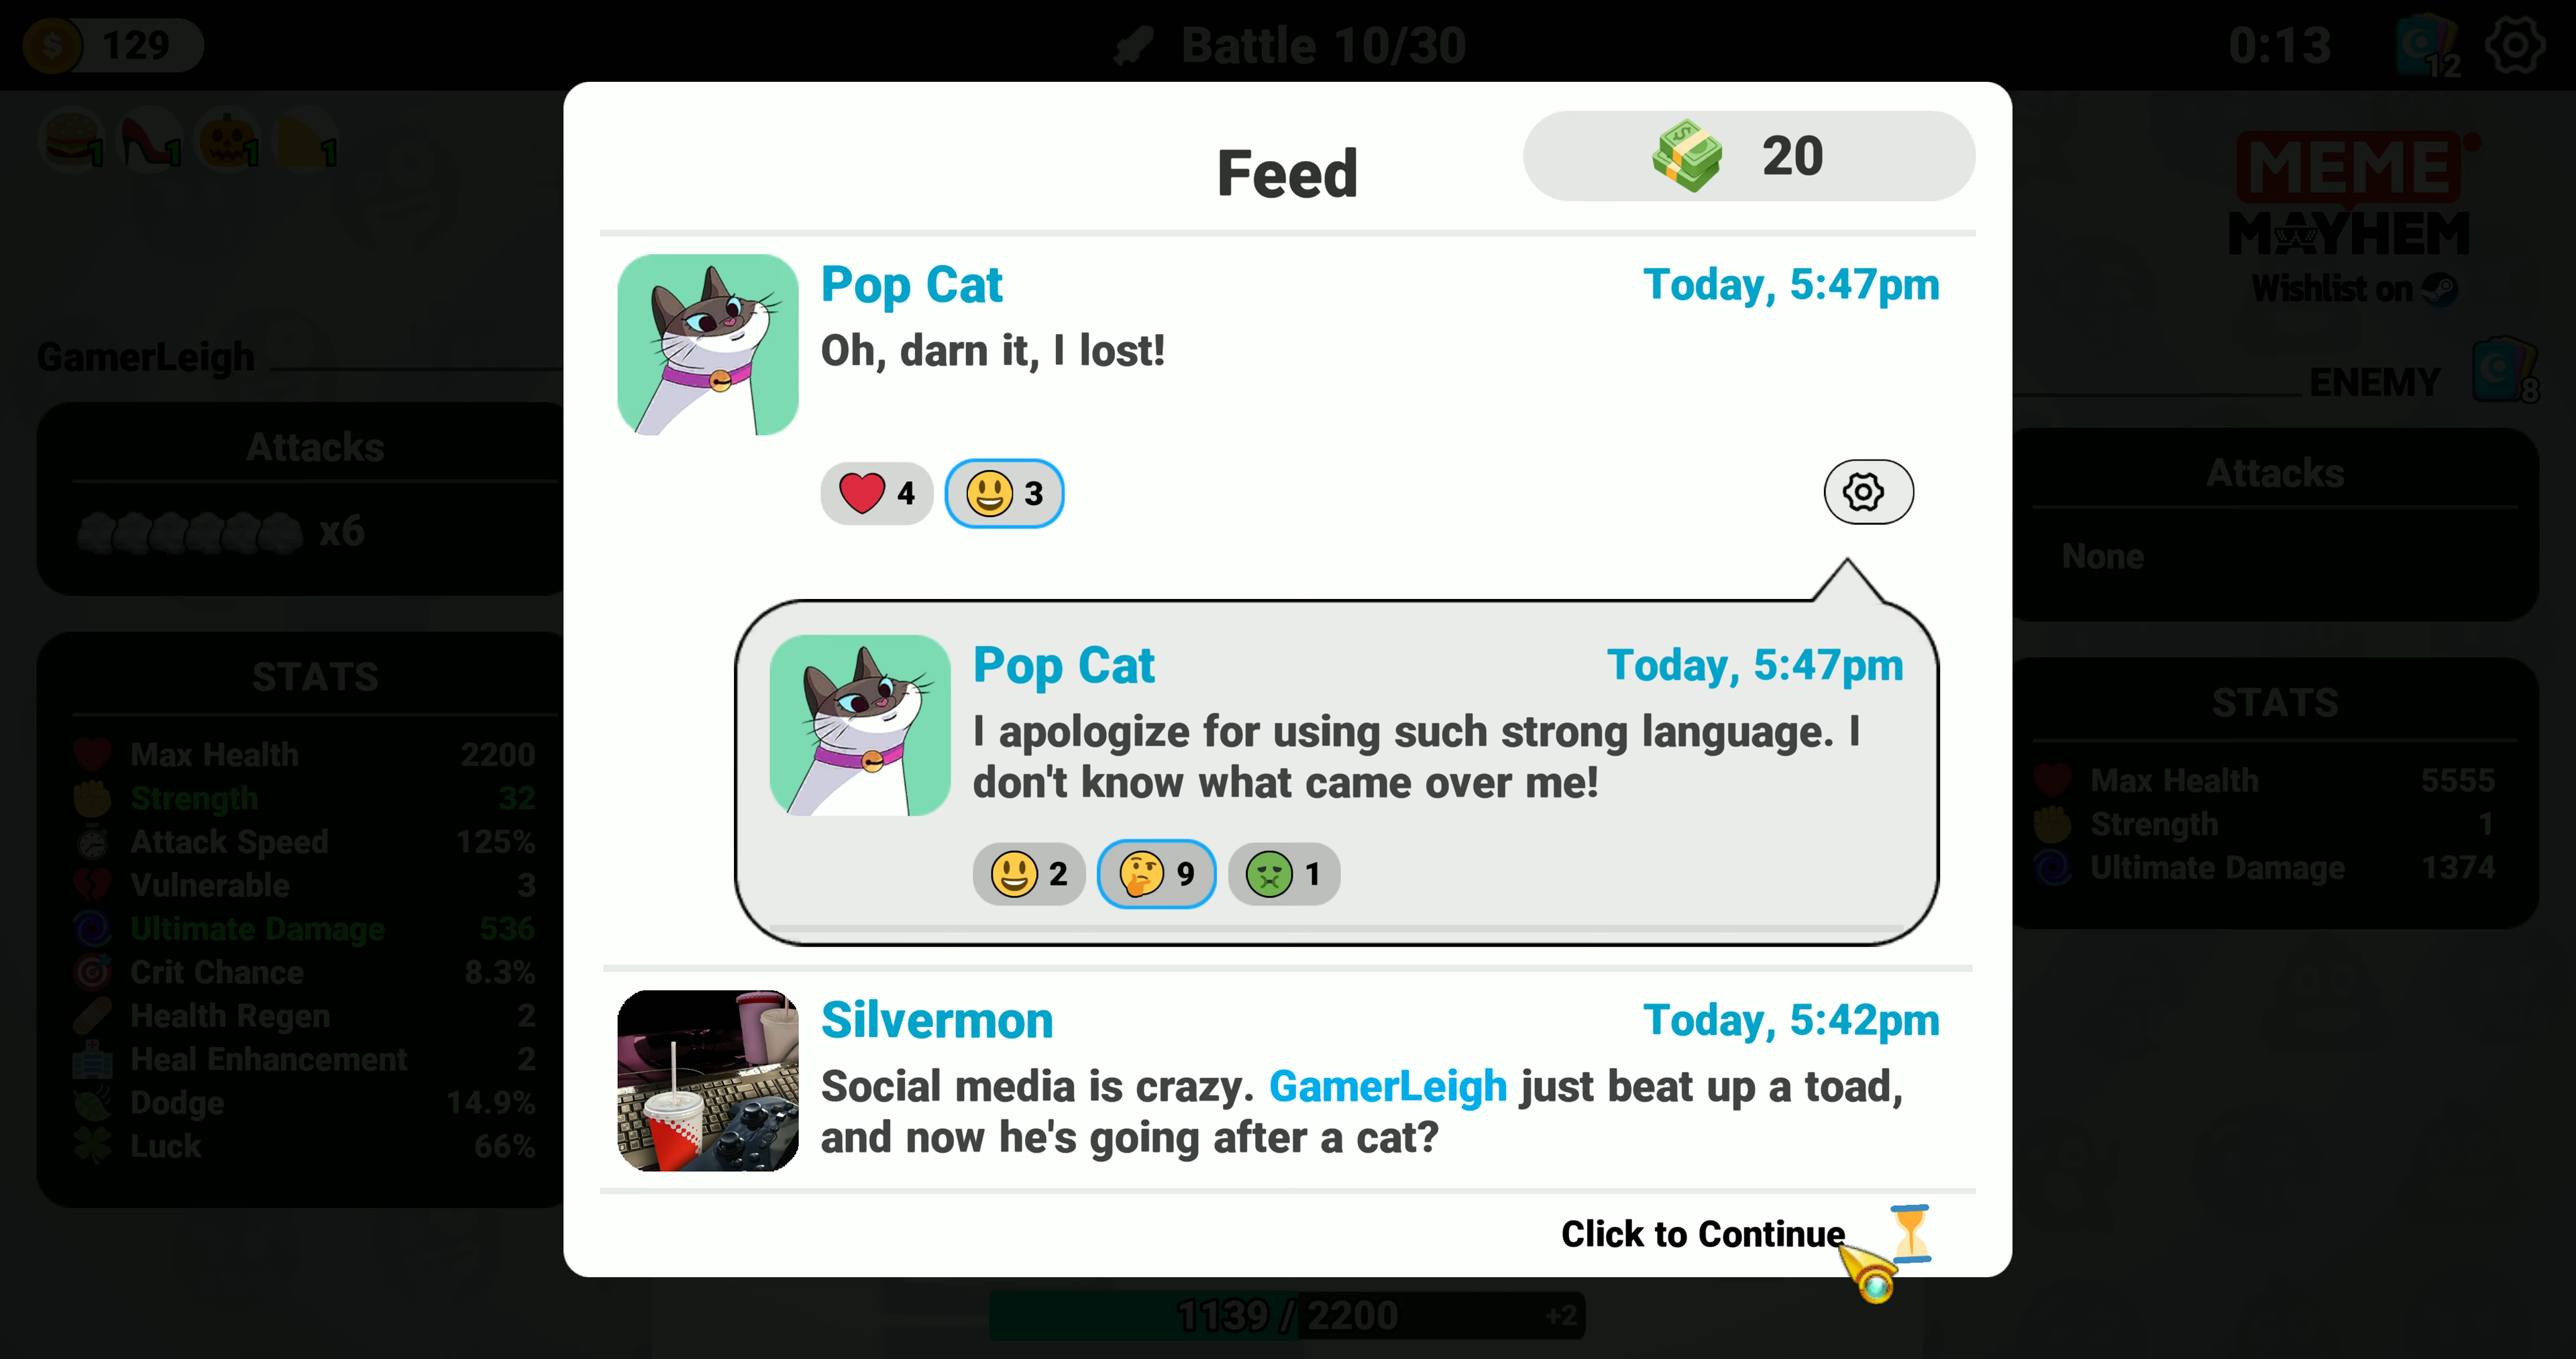 129
Battle 10/30
0:13
12
1
1
1
1
MEME
MAYHEM
Wishlist on
GamerLeigh
ENEMY
8
Attacks
x6
STATS
Max Health 2200
Strength 32
Attack Speed 125%
Vulnerable 3
Ultimate Damage 536
Crit Chance 8.3%
Health Regen 2
Heal Enhancement 2
Dodge 14.9%
Luck 66%
Feed
20
Pop Cat Today, 5:47pm
Oh, darn it, I lost!
4 3
Pop Cat Today, 5:47pm
I apologize for using such strong language. I
don't know what came over me!
2 9 1
Silvermon Today, 5:42pm
Social media is crazy. GamerLeigh just beat up a toad,
and now he's going after a cat?
Click to Continue
Attacks
None
STATS
Max Health 5555
Strength 1
Ultimate Damage 1374
1139 / 2200
+2